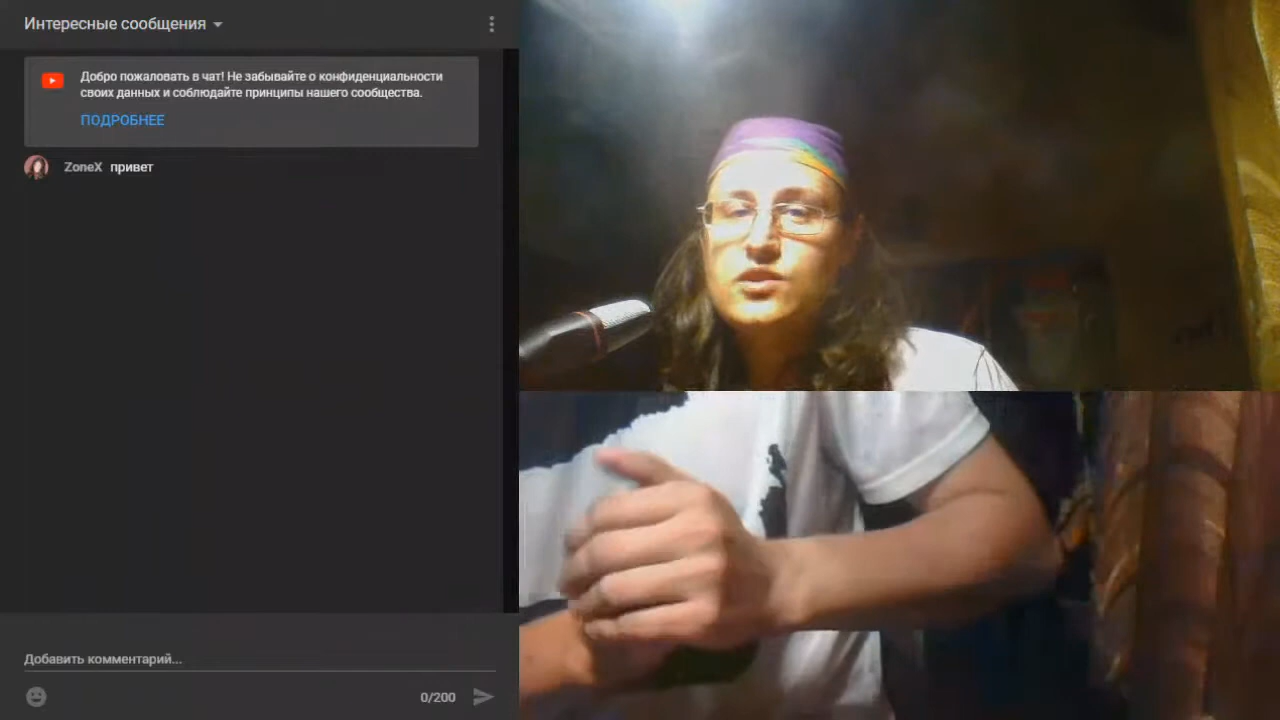 Интересные сообщения
Добро пожаловать в чат! Не забывайте о конфиденциальности
своих данных и соблюдайте принципы нашего сообщества.
ПОДРОБНЕЕ
ZoneX привет
Добавить комментарий...
0/200